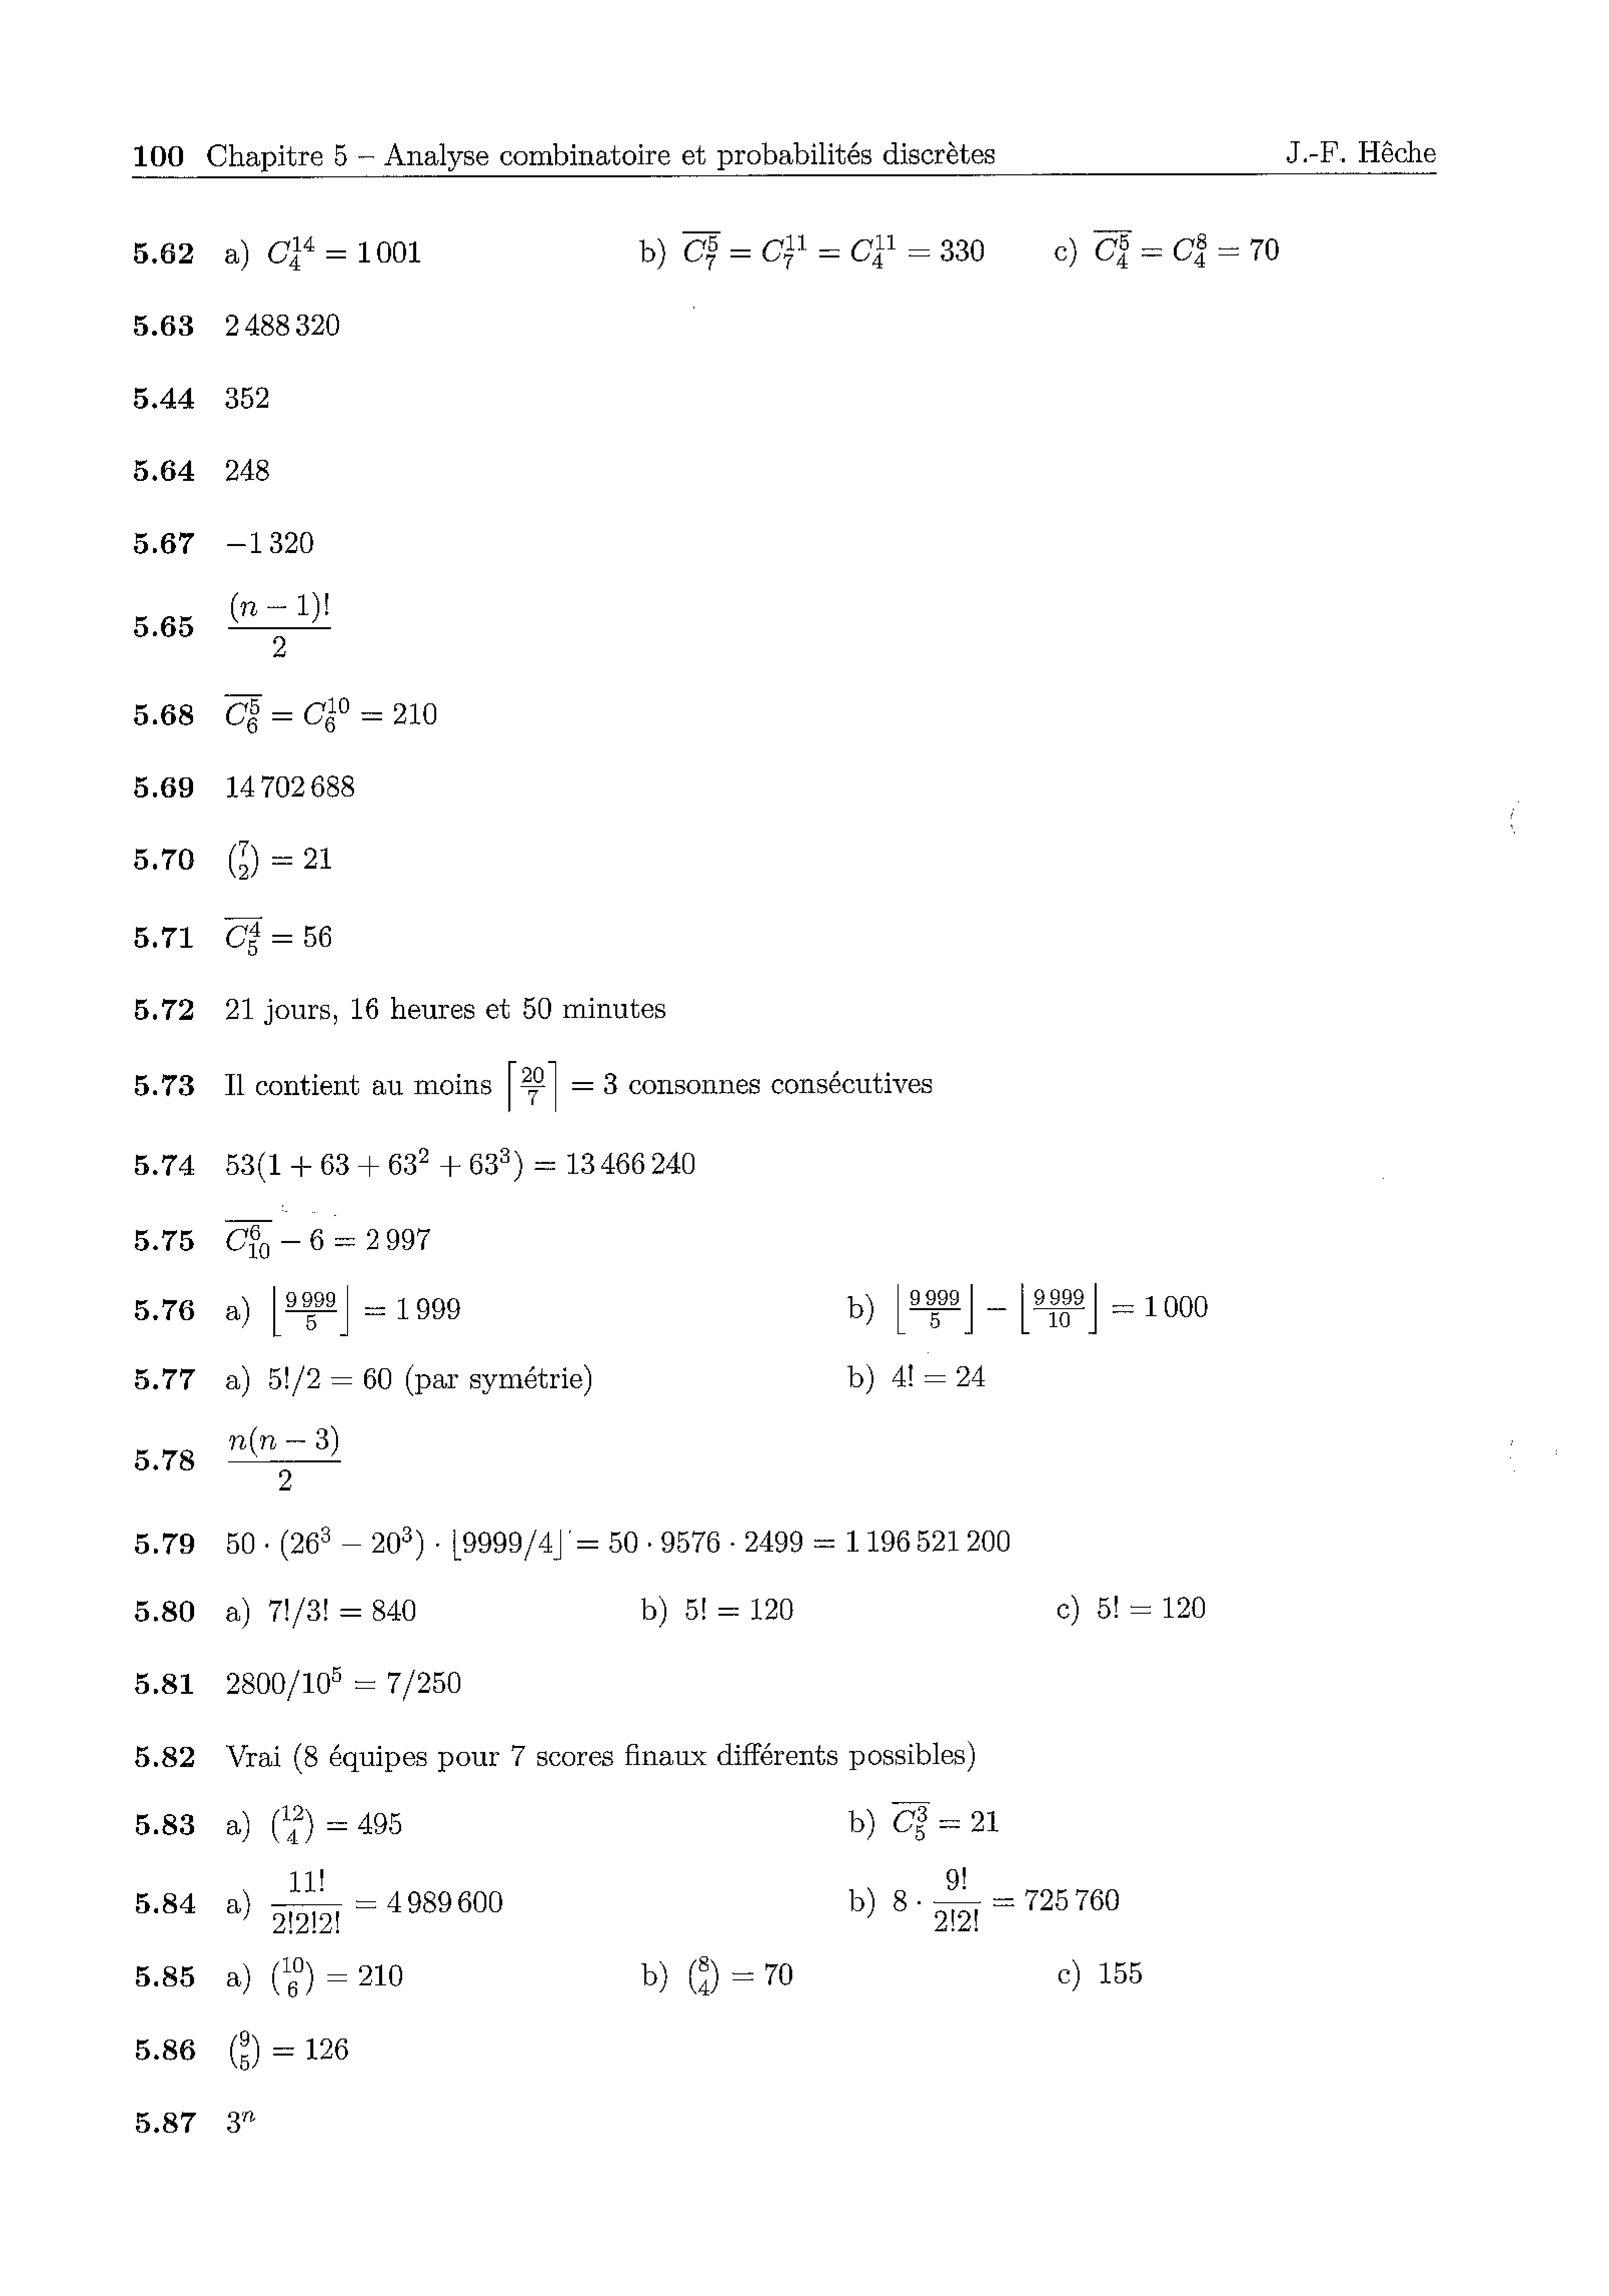 100 Chapitre 5 – Analyse combinatoire et probabilités discrètes J.-F. Hêche
5.62 a) $C_4^{14} = 1\,001$ b) $\overline{C_7^5} = C_7^{11} = C_4^{11} = 330$ c) $\overline{C_4^5} = C_4^8 = 70$
5.63 2 488 320
5.44 352
5.64 248
5.67 −1 320
5.65 $\frac{(n-1)!}{2}$
5.68 $\overline{C_6^5} = C_6^{10} = 210$
5.69 14 702 688
5.70 $\binom{7}{2} = 21$
5.71 $\overline{C_5^4} = 56$
5.72 21 jours, 16 heures et 50 minutes
5.73 Il contient au moins $\left\lceil \frac{20}{7} \right\rceil = 3$ consonnes consécutives
5.74 $53(1 + 63 + 63^2 + 63^3) = 13\,466\,240$
5.75 $\overline{C_{10}^6} - 6 = 2\,997$
5.76 a) $\left\lfloor \frac{9\,999}{5} \right\rfloor = 1\,999$ b) $\left\lfloor \frac{9\,999}{5} \right\rfloor - \left\lfloor \frac{9\,999}{10} \right\rfloor = 1\,000$
5.77 a) 5!/2 = 60 (par symétrie) b) 4! = 24
5.78 $\frac{n(n-3)}{2}$
5.79 $50 \cdot (26^3 - 20^3) \cdot \lfloor 9999/4 \rfloor = 50 \cdot 9576 \cdot 2499 = 1\,196\,521\,200$
5.80 a) 7!/3! = 840 b) 5! = 120 c) 5! = 120
5.81 $2800/10^5 = 7/250$
5.82 Vrai (8 équipes pour 7 scores finaux différents possibles)
5.83 a) $\binom{12}{4} = 495$ b) $\overline{C_5^3} = 21$
5.84 a) $\frac{11!}{2!2!2!} = 4\,989\,600$ b) $8 \cdot \frac{9!}{2!2!} = 725\,760$
5.85 a) $\binom{10}{6} = 210$ b) $\binom{8}{4} = 70$ c) 155
5.86 $\binom{9}{5} = 126$
5.87 $3^n$